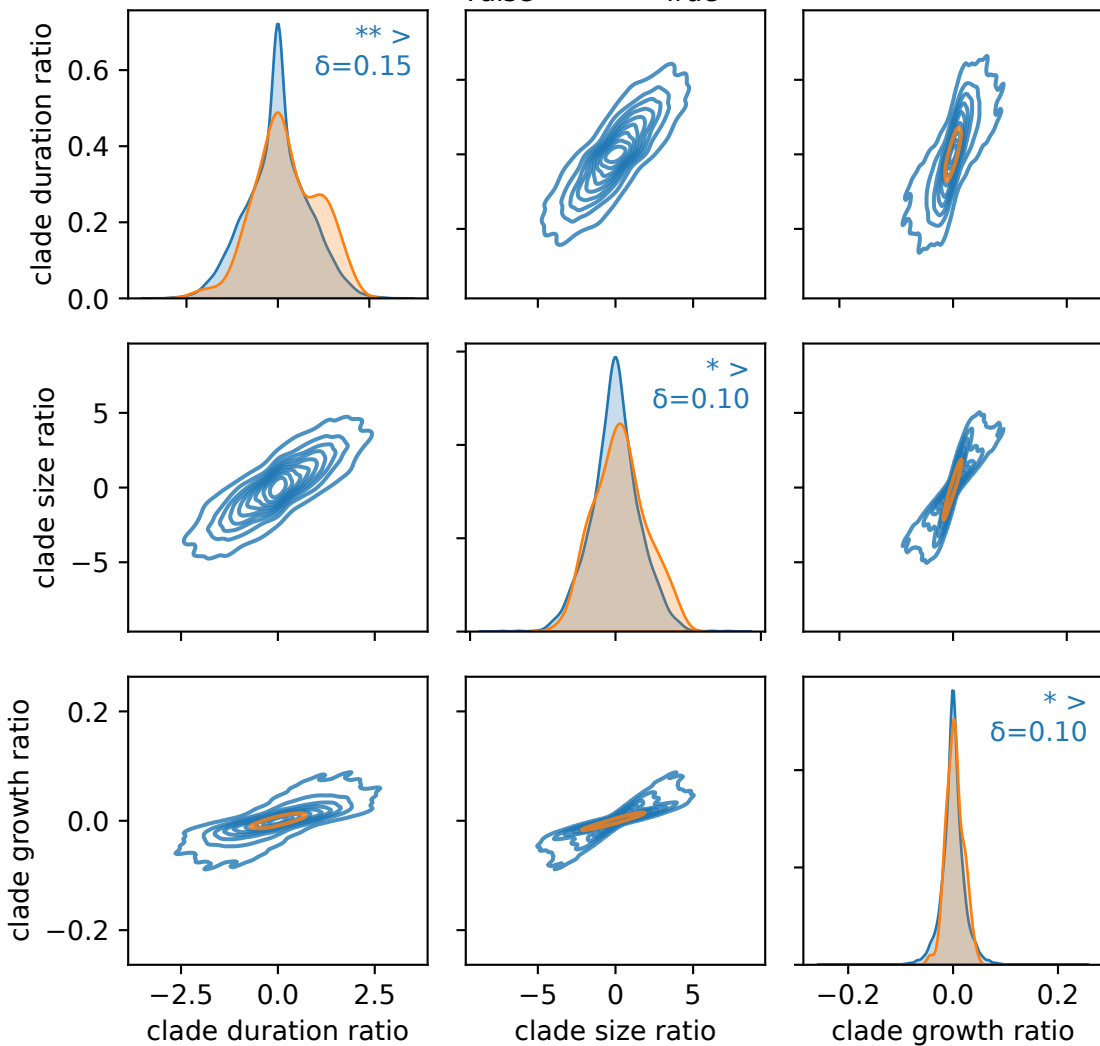 ** >
δ=0.15
clade duration ratio
0.6
0.4
0.2
0.0
* >
δ=0.10
clade size ratio
5
0
−5
* >
δ=0.10
clade growth ratio
0.2
0.0
−0.2
−2.5 0.0 2.5
−5 0 5
−0.2 0.0 0.2
clade duration ratio
clade size ratio
clade growth ratio